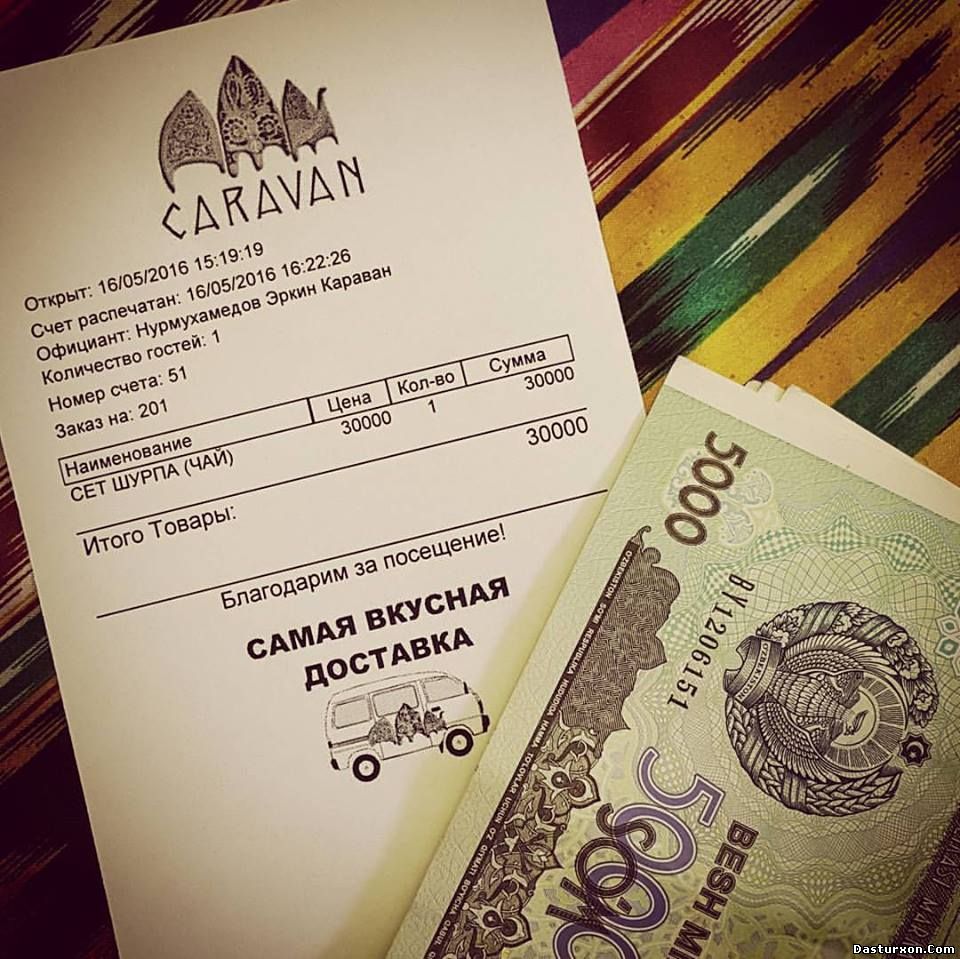 CARAVAN
Открыт: 16/05/2016 15:19:19
Счет распечатан: 16/05/2016 16:22:26
Официант: Нурмухамедов Эркин Караван
Количество гостей: 1
Номер счета: 51
Заказ на: 201
Наименование Цена Кол-во Сумма
СЕТ ШУРПА (ЧАЙ) 30000 1 30000
Итого Товары: 30000
Благодарим за посещение!
САМАЯ ВКУСНАЯ
ДОСТАВКА
5000
BY1206151
O'ZBEKISTON
5000
SO'M
BESH
Dasturxon.Com